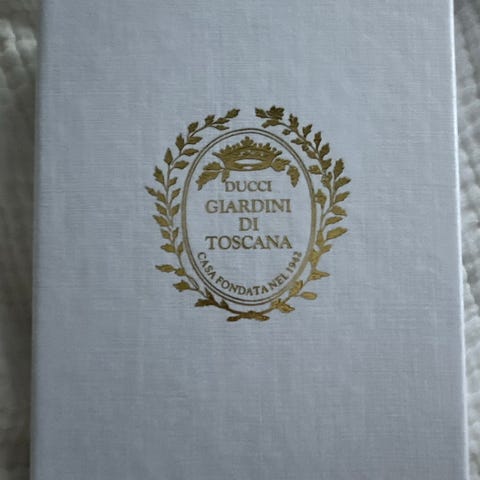 DUCCI
GIARDINI
DI
TOSCANA
CASA FONDATA NEL 1943